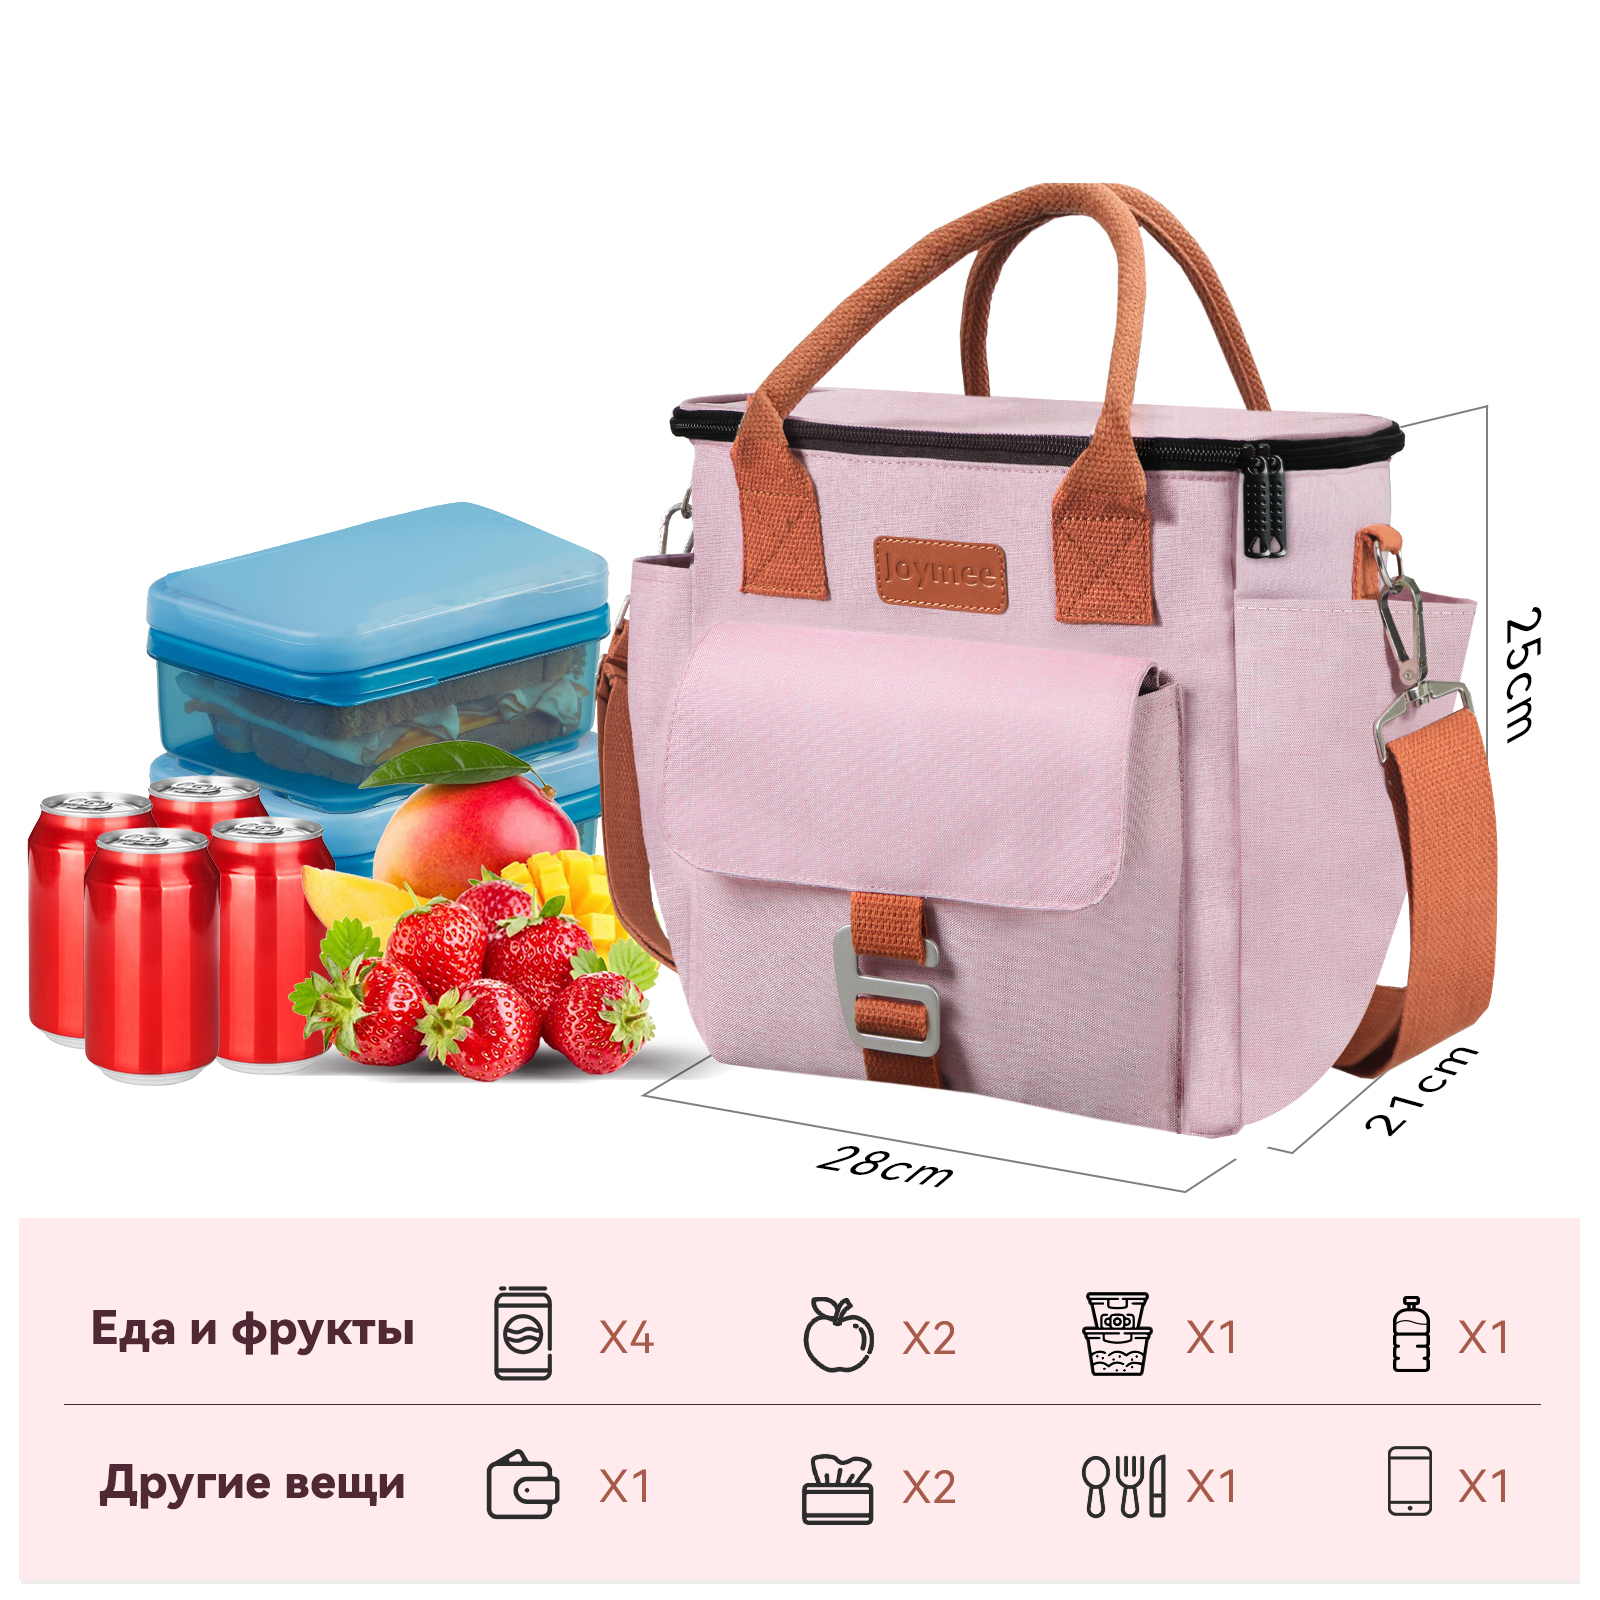 Joymee
25cm
21cm
28cm
Еда и фрукты X4 X2 X1 X1
Другие вещи X1 X2 X1 X1